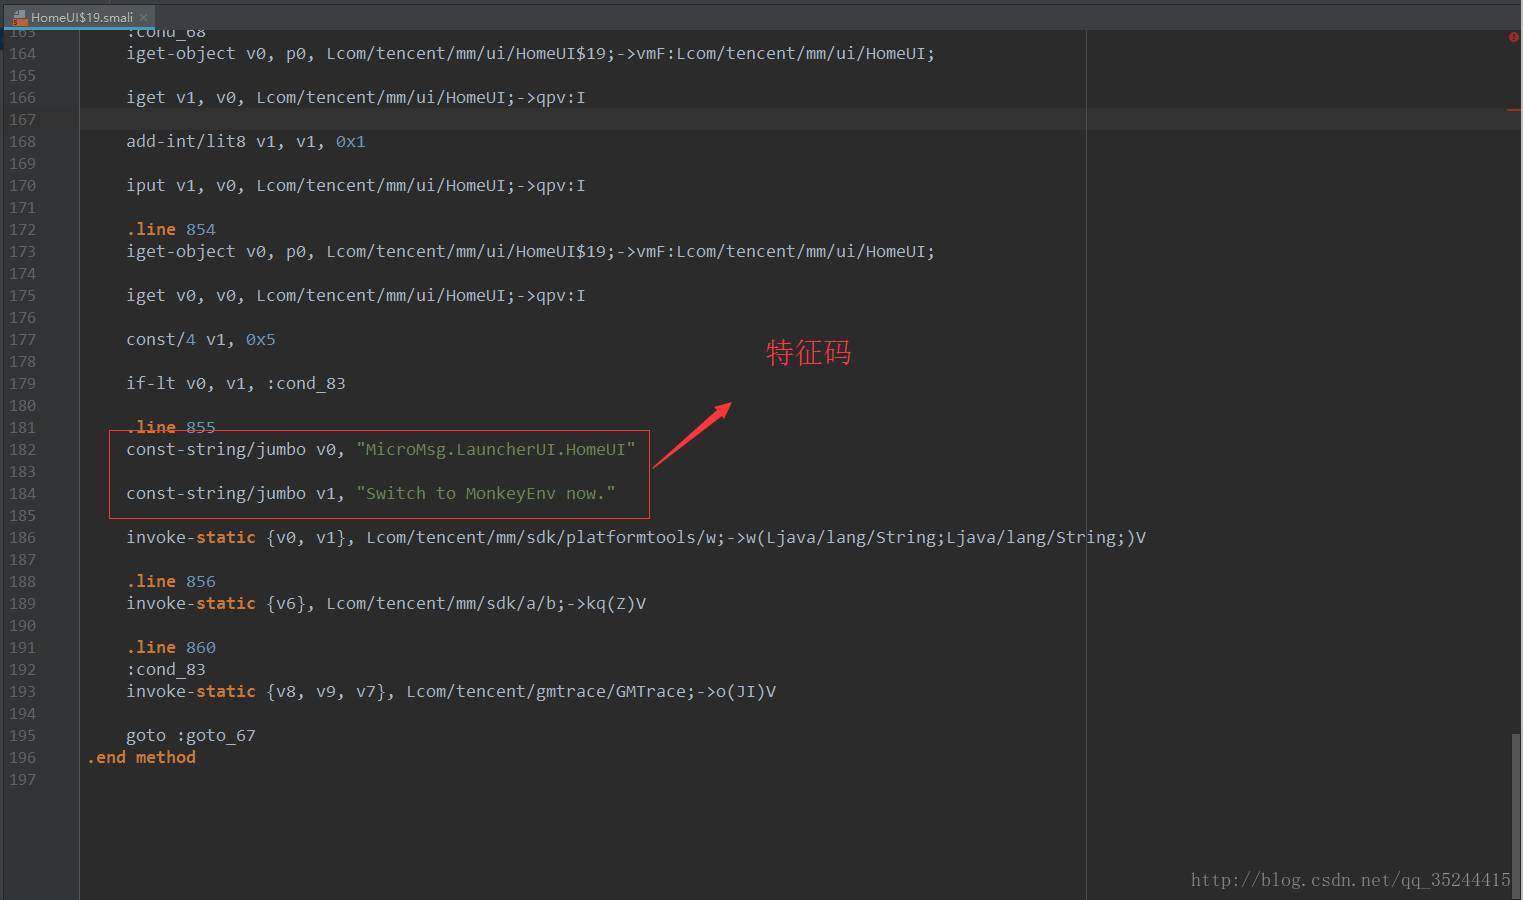 HomeUI$19.smali
163 :cond_68
164 iget-object v0, p0, Lcom/tencent/mm/ui/HomeUI$19;->vmF:Lcom/tencent/mm/ui/HomeUI;
165
166 iget v1, v0, Lcom/tencent/mm/ui/HomeUI;->qpv:I
167
168 add-int/lit8 v1, v1, 0x1
169
170 iput v1, v0, Lcom/tencent/mm/ui/HomeUI;->qpv:I
171
172 .line 854
173 iget-object v0, p0, Lcom/tencent/mm/ui/HomeUI$19;->vmF:Lcom/tencent/mm/ui/HomeUI;
174
175 iget v0, v0, Lcom/tencent/mm/ui/HomeUI;->qpv:I
176
177 const/4 v1, 0x5
特征码
178
179 if-lt v0, v1, :cond_83
180
181 .line 855
182 const-string/jumbo v0, "MicroMsg.LauncherUI.HomeUI"
183
184 const-string/jumbo v1, "Switch to MonkeyEnv now."
185
186 invoke-static {v0, v1}, Lcom/tencent/mm/sdk/platformtools/w;->w(Ljava/lang/String;Ljava/lang/String;)V
187
188 .line 856
189 invoke-static {v6}, Lcom/tencent/mm/sdk/a/b;->kq(Z)V
190
191 .line 860
192 :cond_83
193 invoke-static {v8, v9, v7}, Lcom/tencent/gmtrace/GMTrace;->o(JI)V
194
195 goto :goto_67
196 .end method
197
http://blog.csdn.net/qq_35244415